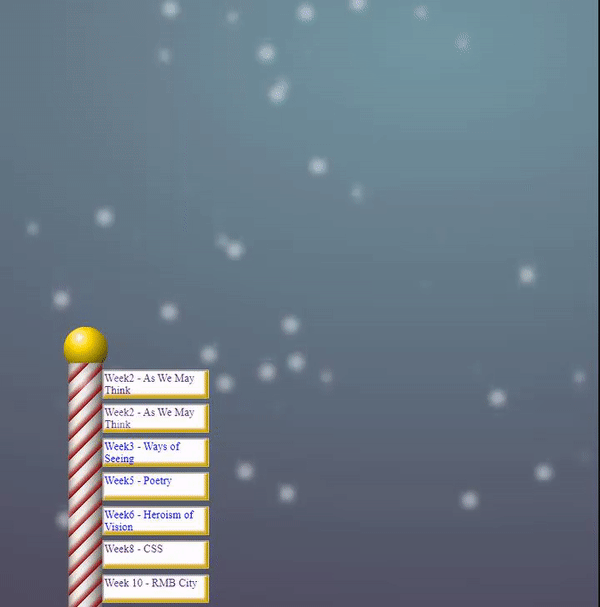 Week2 - As We May
Think
Week2 - As We May
Think
Week3 - Ways of
Seeing
Week5 - Poetry
Week6 - Heroism of
Vision
Week8 - CSS
Week 10 - RMB City